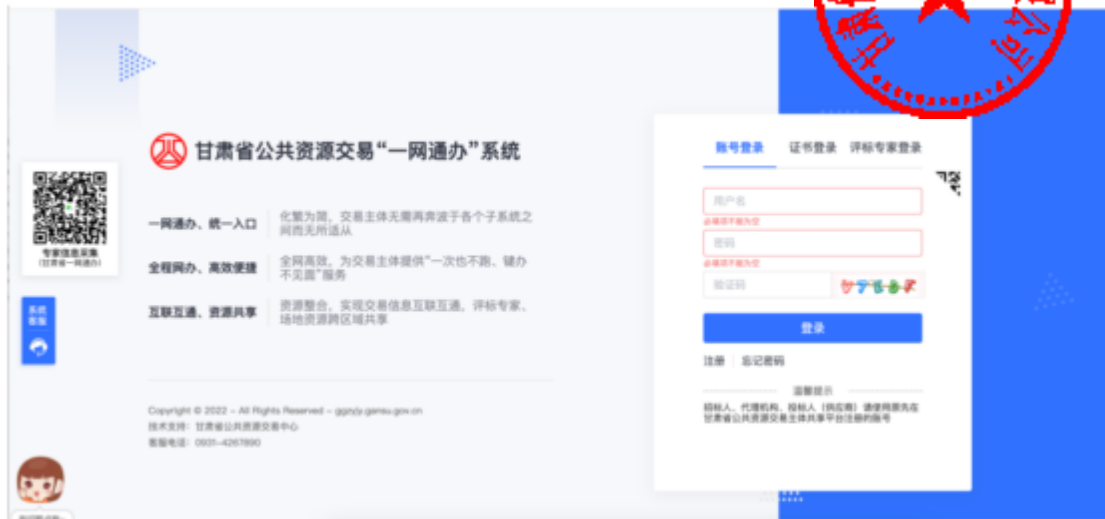 甘肃省公共资源交易“一网通办”系统
专家信息采集
(甘肃省一网通办)
系统
客服
一网通办、统一入口
化繁为简，交易主体无需再奔波于各个子系统之
间而无所适从
全程网办、高效便捷
全网高效，为交易主体提供“一次也不跑、键办
不见面”服务
互联互通、资源共享
资源整合，实现交易信息互联互通，评标专家、
场地资源跨区域共享
Copyright © 2022 - All Rights Reserved - ggzyjy.gansu.gov.cn
技术支持：甘肃省公共资源交易中心
客服电话：0931-4267890
账号登录 证书登录 评标专家登录
用户名
必填项不能为空
密码
必填项不能为空
验证码
登录
注册 忘记密码
温馨提示
招标人、代理机构、投标人（供应商）请使用原先在
甘肃省公共资源交易主体共享平台注册的账号